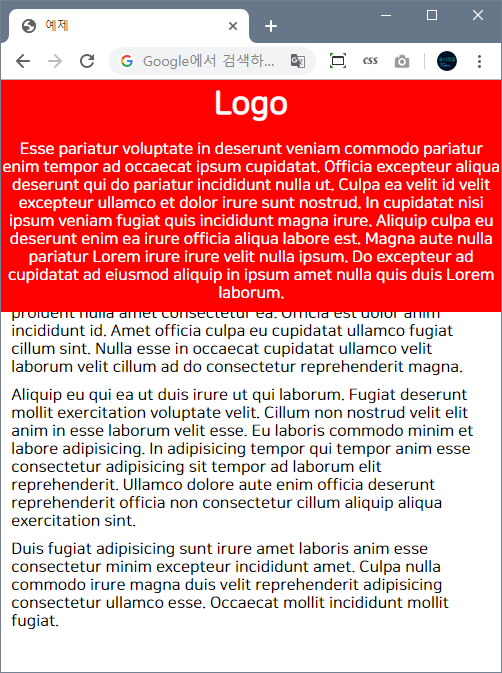 예제
Google에서 검색하...
css
Logo
Esse pariatur voluptate in deserunt veniam commodo pariatur
enim tempor ad occaecat ipsum cupidatat. Officia excepteur aliqua
deserunt qui do pariatur incididunt nulla ut. Culpa ea velit id velit
excepteur ullamco et dolor irure sunt nostrud. In cupidatat nisi
ipsum veniam fugiat quis incididunt magna irure. Aliquip culpa eu
deserunt enim ea irure officia aliqua labore est. Magna aute nulla
pariatur Lorem irure irure velit nulla ipsum. Do excepteur ad
cupidatat ad eiusmod aliquip in ipsum amet nulla quis duis Lorem
laborum.
proident nulla amet consectetur ea. Officia est dolor anim
incididunt id. Amet officia culpa eu cupidatat ullamco fugiat
cillum sint. Nulla esse in occaecat cupidatat ullamco velit
laborum velit cillum ad do consectetur reprehenderit magna.
Aliquip eu qui ea ut duis irure ut qui laborum. Fugiat deserunt
mollit exercitation voluptate velit. Cillum non nostrud velit elit
anim in esse laborum velit esse. Eu laboris commodo minim et
labore adipisicing. In adipisicing tempor qui tempor anim esse
consectetur adipisicing sit tempor ad laborum elit
reprehenderit. Ullamco dolore aute enim officia deserunt
reprehenderit officia non consectetur cillum aliquip aliqua
exercitation sint.
Duis fugiat adipisicing sunt irure amet laboris anim esse
consectetur minim excepteur incididunt amet. Culpa nulla
commodo irure magna duis velit reprehenderit adipisicing
consectetur ullamco esse. Occaecat mollit incididunt mollit
fugiat.